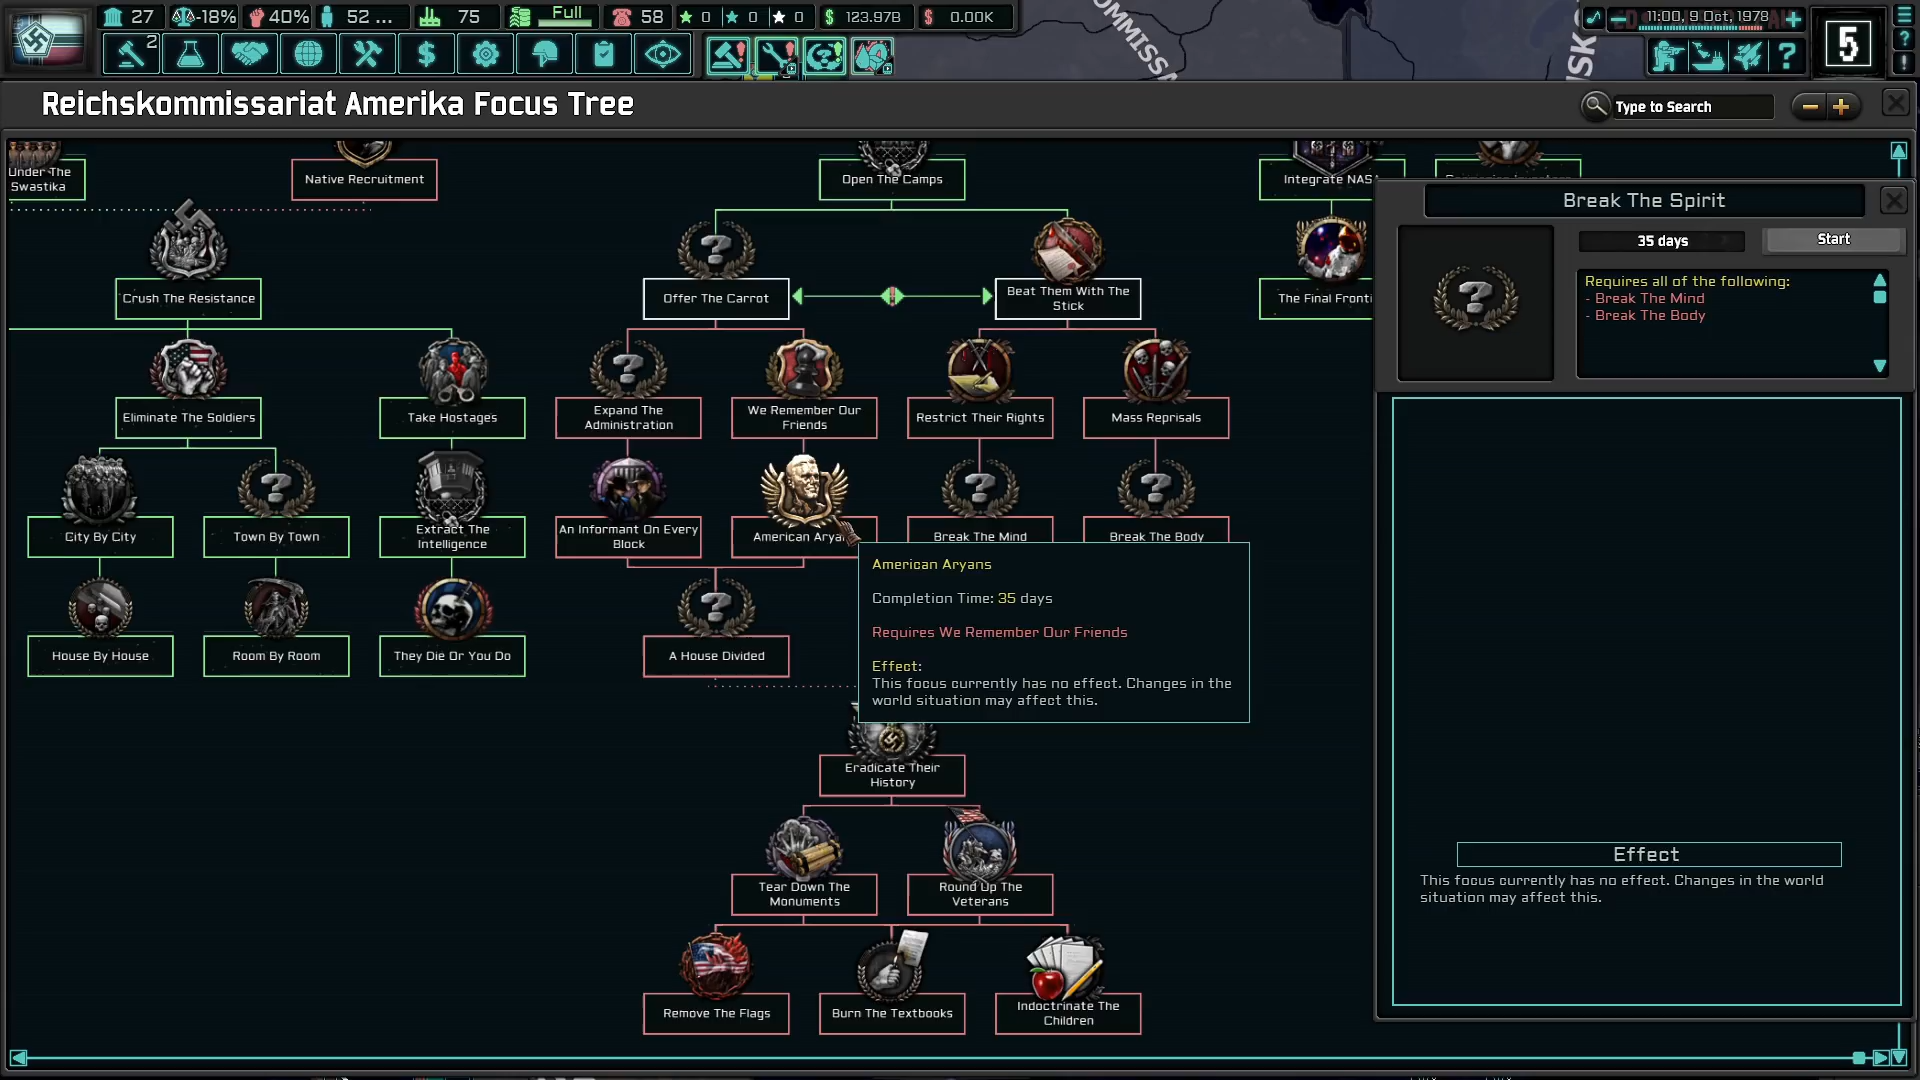 27 -18% 40% 52 ... 75 Full 58 0 0 0 $ 123.97B $ 0.00K
11:00, 9 Oct, 1978
5
2
$
?
?
!
Reichskommissariat Amerika Focus Tree
Type to Search
Under The
Swastika
Native Recruitment
Open The Camps
Integrate NASA
Crush The Resistance
Offer The Carrot
Beat Them With The
Stick
The Final Fronti
Eliminate The Soldiers
Take Hostages
Expand The
Administration
We Remember Our
Friends
Restrict Their Rights
Mass Reprisals
City By City
Town By Town
Extract The
Intelligence
An Informant On Every
Block
American Arya
Break The Mind
Break The Body
House By House
Room By Room
They Die Or You Do
A House Divided
American Aryans
Completion Time: 35 days
Requires We Remember Our Friends
Effect:
This focus currently has no effect. Changes in the
world situation may affect this.
Eradicate Their
History
Tear Down The
Monuments
Round Up The
Veterans
Remove The Flags
Burn The Textbooks
Indoctrinate The
Children
Break The Spirit
35 days
Start
Requires all of the following:
- Break The Mind
- Break The Body
Effect
This focus currently has no effect. Changes in the world
situation may affect this.